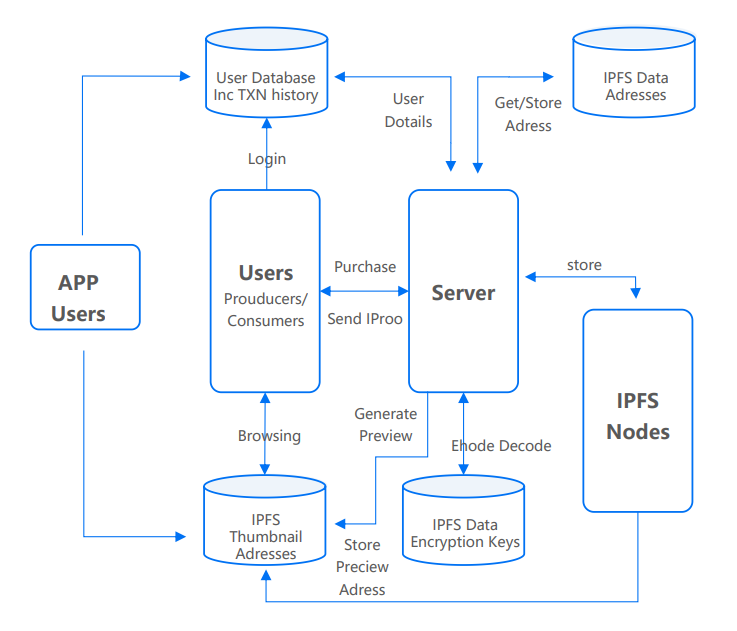 User Database
Inc TXN history
IPFS Data
Adresses
User
Dotails
Get/Store
Adress
Login
APP
Users
Users
Prouducers/
Consumers
Purchase
Send IProo
Server
store
IPFS
Nodes
Browsing
Generate
Preview
Ehode Decode
IPFS
Thumbnail
Adresses
Store
Preciew
Adress
IPFS Data
Encryption Keys